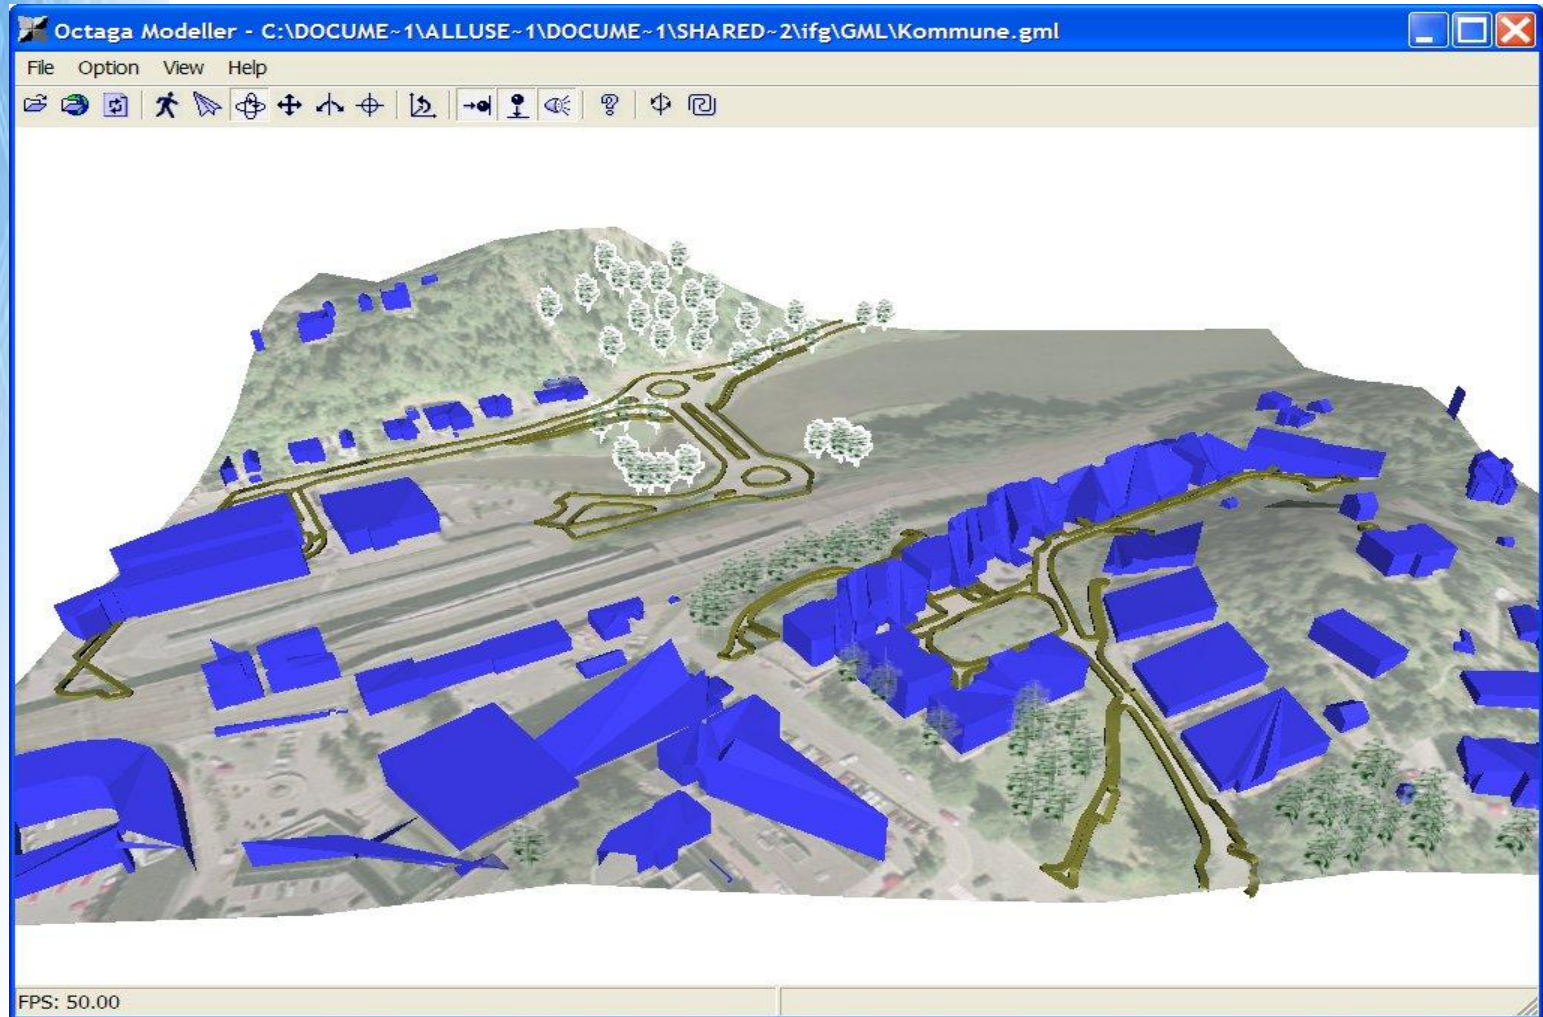 Octaga Modeller - C:\DOCUME~1\ALLUSE~1\DOCUME~1\SHARED~2\ifg\GML\Kommune.gml
File Option View Help
FPS: 50.00